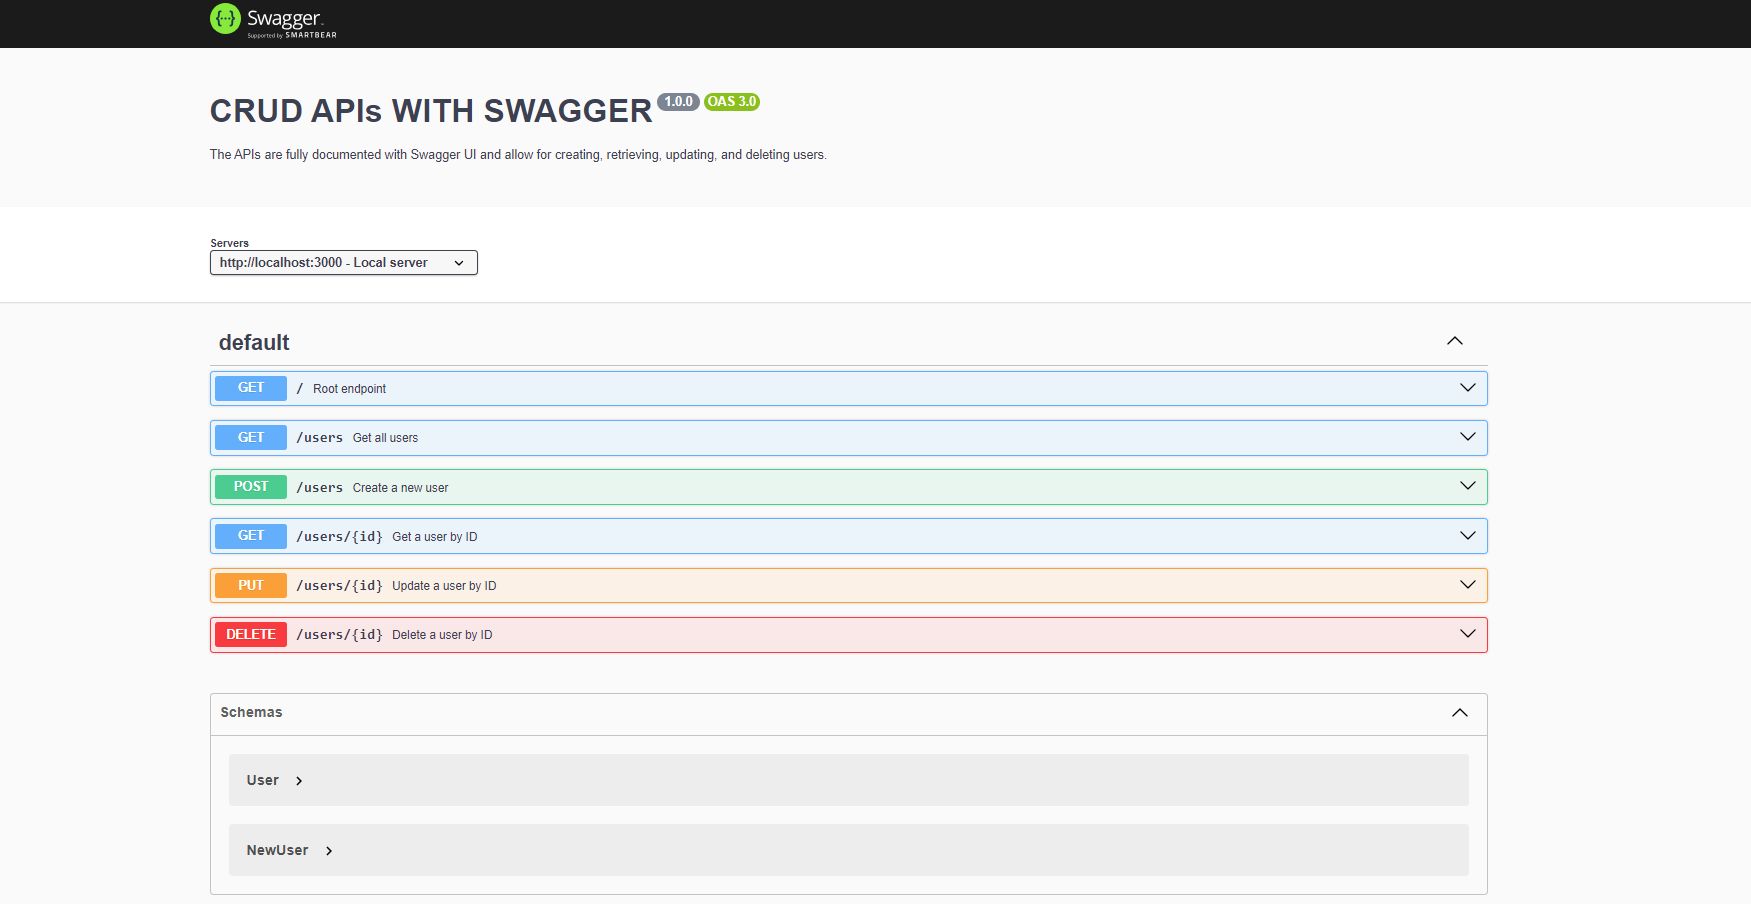 Swagger.
Supported by SMARTBEAR
CRUD APIs WITH SWAGGER 1.0.0 OAS 3.0
The APIs are fully documented with Swagger UI and allow for creating, retrieving, updating, and deleting users.
Servers
http://localhost:3000 - Local server
default
GET / Root endpoint
GET /users Get all users
POST /users Create a new user
GET /users/{id} Get a user by ID
PUT /users/{id} Update a user by ID
DELETE /users/{id} Delete a user by ID
Schemas
User
NewUser